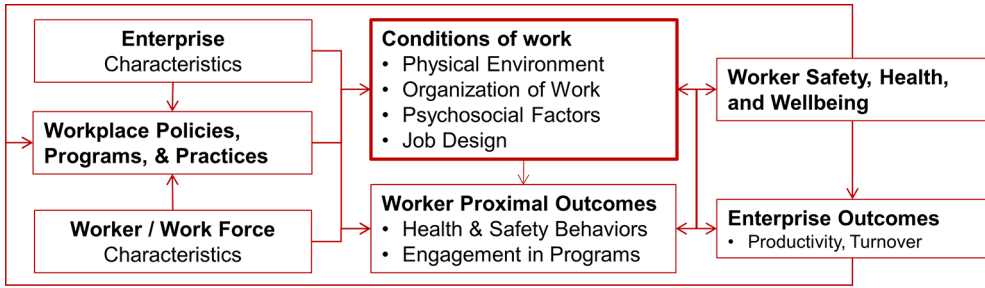 Enterprise
Characteristics
Workplace Policies,
Programs, & Practices
Worker / Work Force
Characteristics
Conditions of work
• Physical Environment
• Organization of Work
• Psychosocial Factors
• Job Design
Worker Proximal Outcomes
• Health & Safety Behaviors
• Engagement in Programs
Worker Safety, Health,
and Wellbeing
Enterprise Outcomes
• Productivity, Turnover